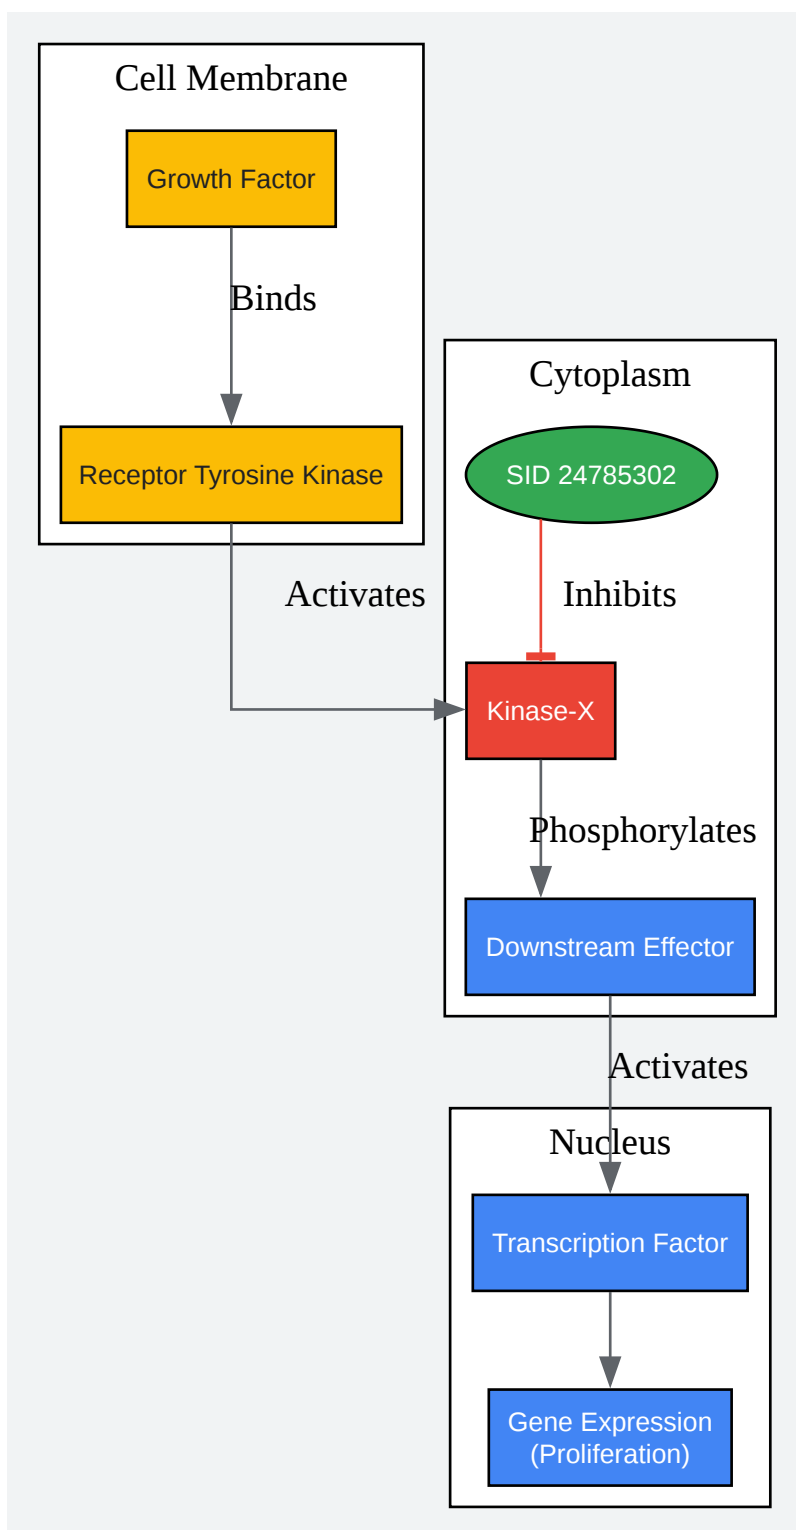 Cell Membrane
Growth Factor
Binds
Receptor Tyrosine Kinase
Activates
Cytoplasm
SID 24785302
Inhibits
Kinase-X
Phosphorylates
Downstream Effector
Activates
Nucleus
Transcription Factor
Gene Expression
(Proliferation)